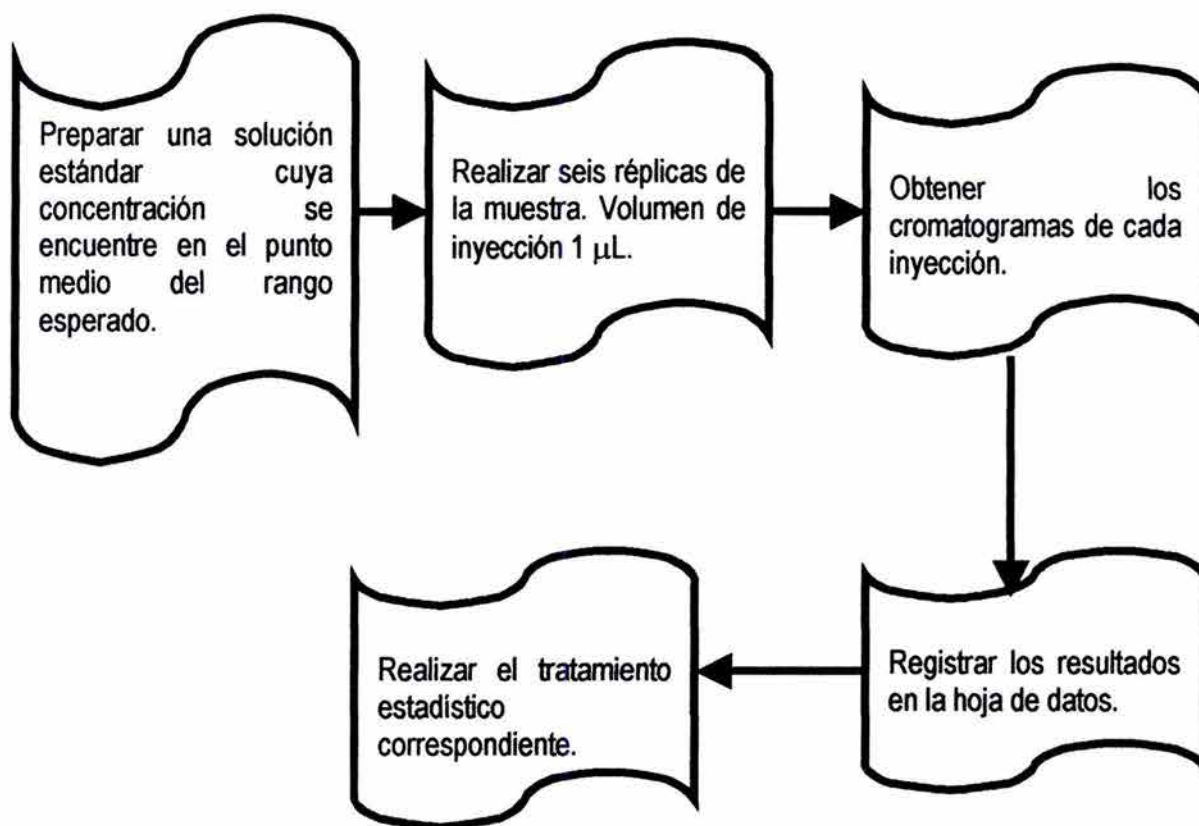 Preparar una solución
estándar cuya
concentración se
encuentre en el punto
medio del rango
esperado.
Realizar seis réplicas de
la muestra. Volumen de
inyección 1 μL.
Obtener los
cromatogramas de cada
inyección.
Registrar los resultados
en la hoja de datos.
Realizar el tratamiento
estadístico
correspondiente.